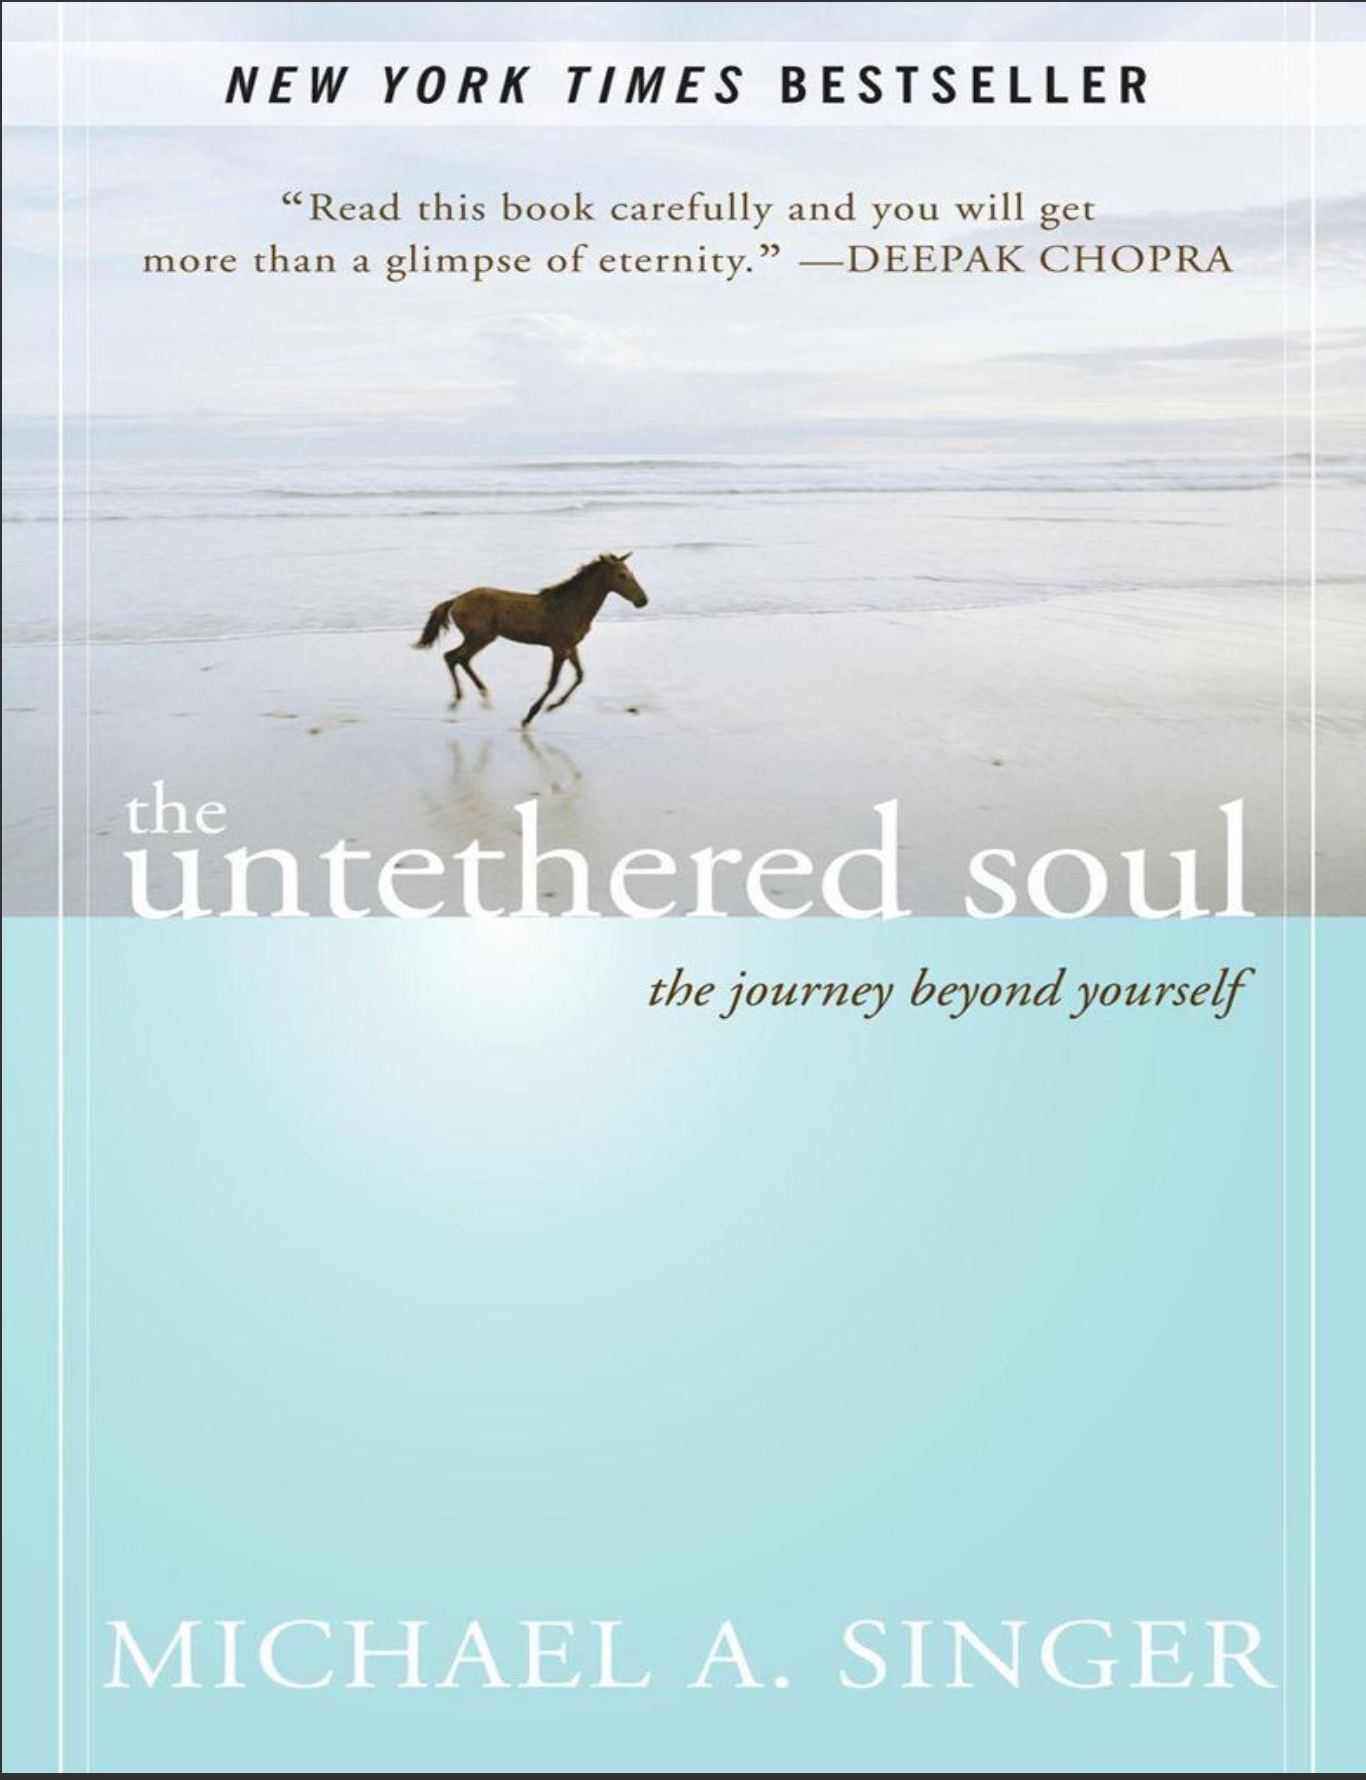 NEW YORK TIMES BESTSELLER
“Read this book carefully and you will get
more than a glimpse of eternity.” —DEEPAK CHOPRA
the
untethered soul
the journey beyond yourself
MICHAEL A. SINGER